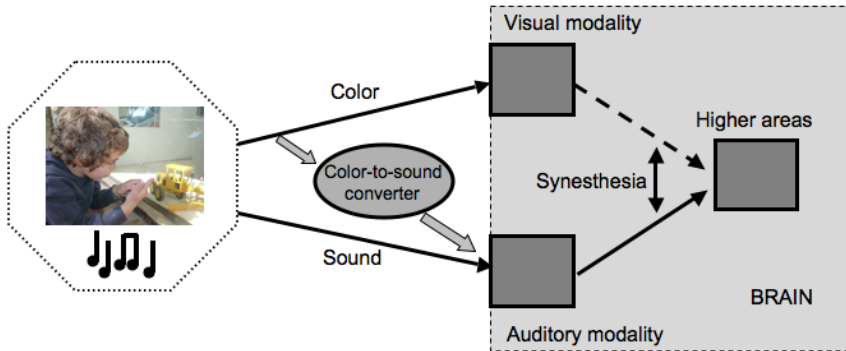 Visual modality
Color
Higher areas
Color-to-sound
converter
Synesthesia
Sound
BRAIN
Auditory modality